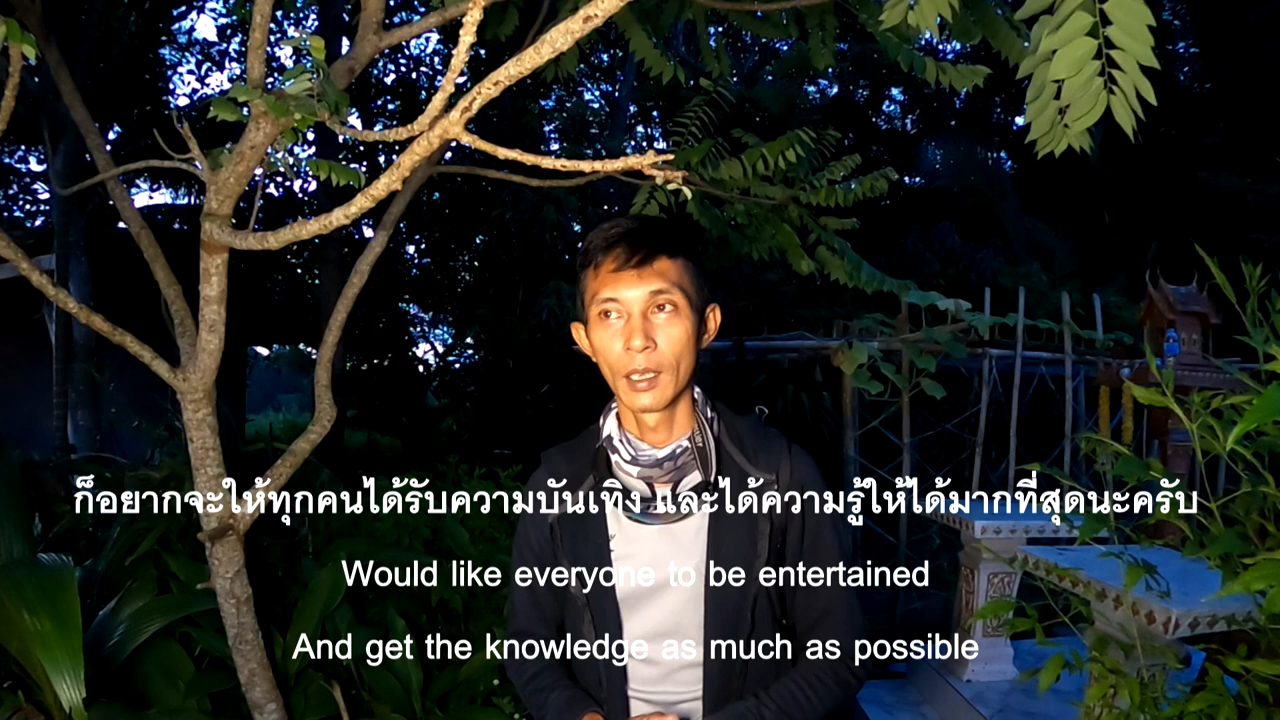 ก็อยากจะให้ทุกคนได้รับความบันเทิง และได้ความรู้ให้ได้มากที่สุดนะครับ
Would like everyone to be entertained
And get the knowledge as much as possible